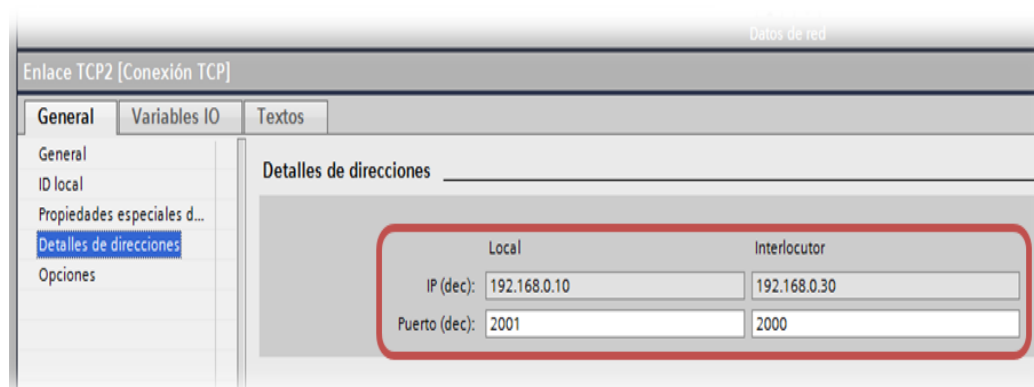 Datos de red
Enlace TCP2 [Conexión TCP]
General Variables IO Textos
General
ID local
Propiedades especiales d...
Detalles de direcciones
Opciones
Detalles de direcciones
Local Interlocutor
IP (dec): 192.168.0.10 192.168.0.30
Puerto (dec): 2001 2000